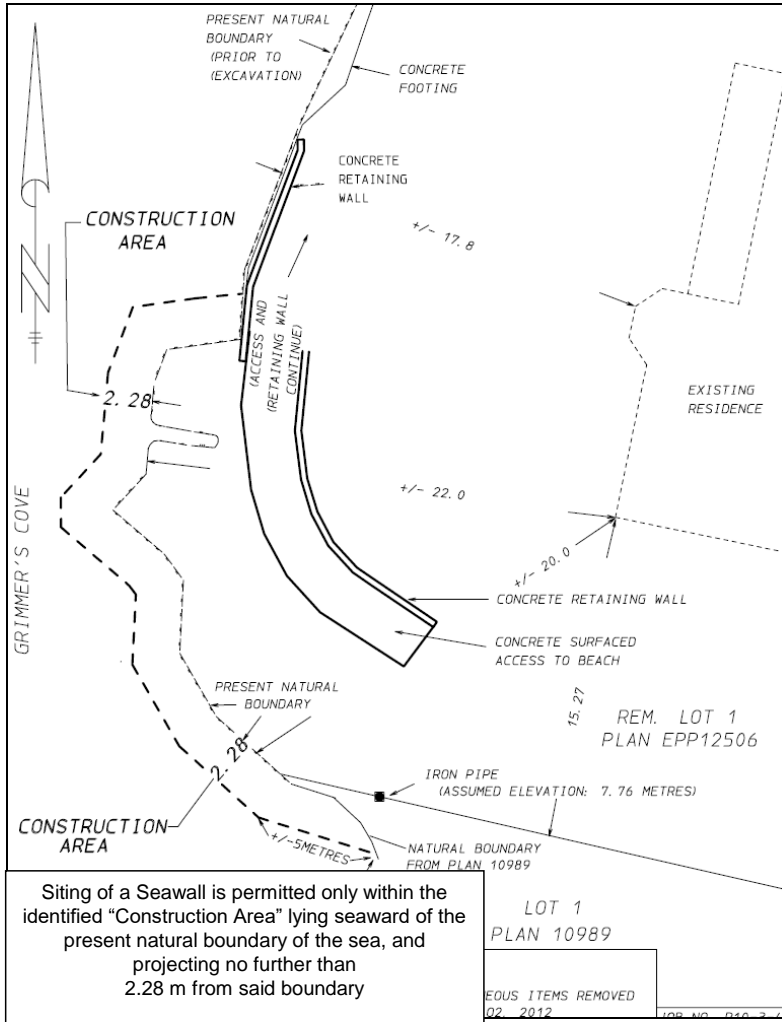 PRESENT NATURAL
BOUNDARY
(PRIOR TO
(EXCAVATION)
CONCRETE
FOOTING
CONCRETE
RETAINING
WALL
CONSTRUCTION
AREA
+/- 17.8
N
(ACCESS AND
(RETAINING WALL
CONTINUE)
2.28
EXISTING
RESIDENCE
GRIMMER'S COVE
+/- 22.0
+/- 20.0
CONCRETE RETAINING WALL
CONCRETE SURFACED
ACCESS TO BEACH
PRESENT NATURAL
BOUNDARY
15.27
REM. LOT 1
PLAN EPP12506
2.28
IRON PIPE
(ASSUMED ELEVATION: 7.76 METRES)
CONSTRUCTION
AREA
+/-5METRES
NATURAL BOUNDARY
FROM PLAN 10989
Siting of a Seawall is permitted only within the
identified “Construction Area” lying seaward of the
present natural boundary of the sea, and
projecting no further than
2.28 m from said boundary
LOT 1
PLAN 10989
EOUS ITEMS REMOVED
02, 2012
JOB NO.